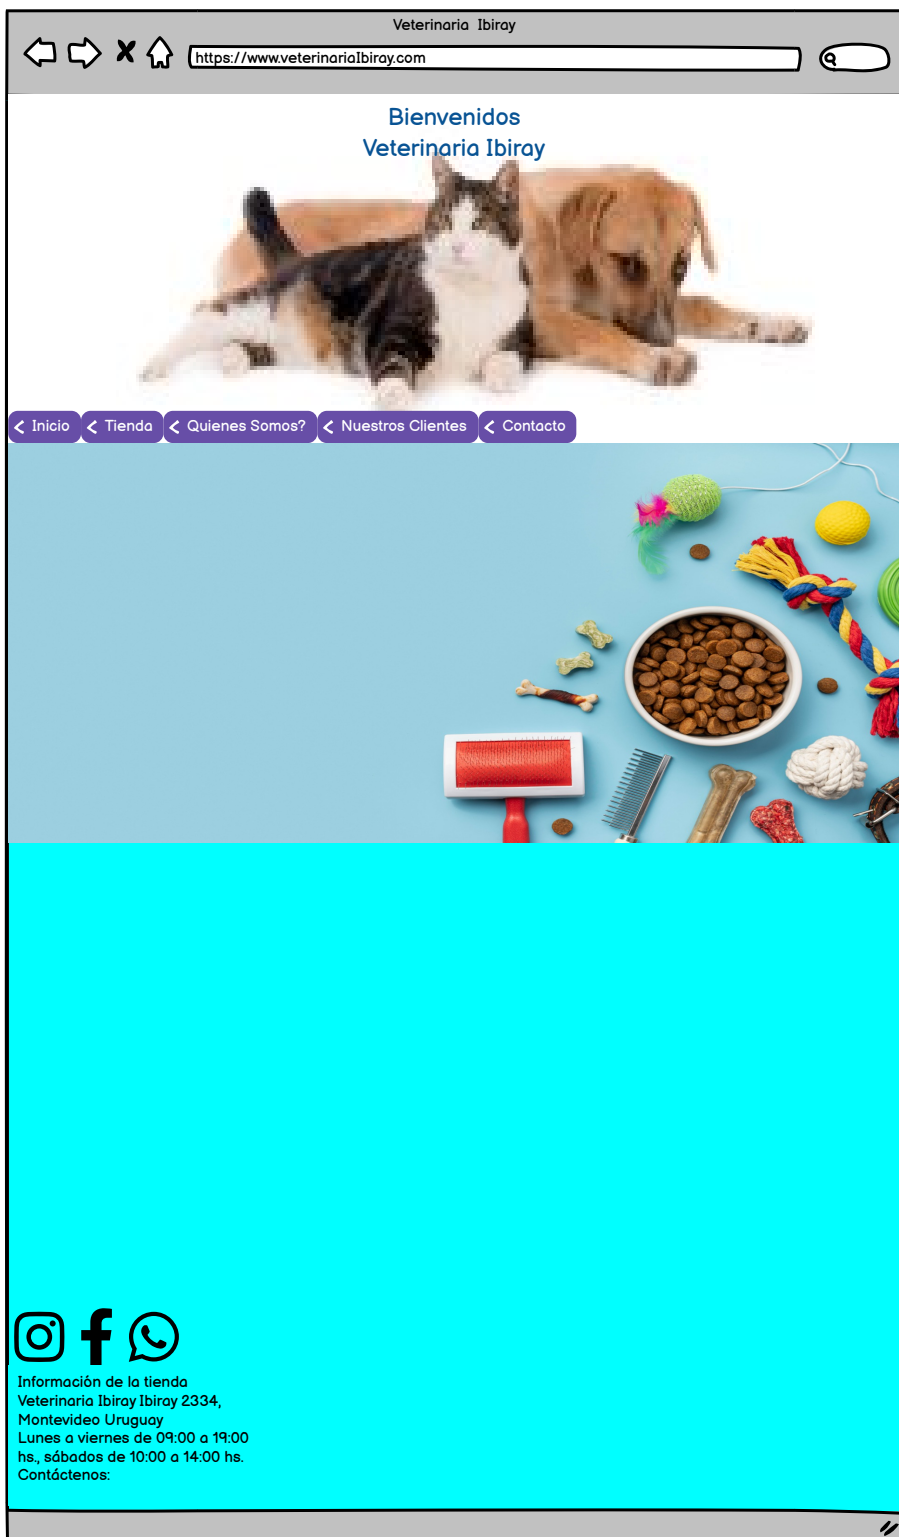 Veterinaria Ibiray
https://www.veterinariaIbiray.com
Bienvenidos
Veterinaria Ibiray
Inicio
Tienda
Quienes Somos?
Nuestros Clientes
Contacto
Información de la tienda
Veterinaria Ibiray Ibiray 2334,
Montevideo Uruguay
Lunes a viernes de 09:00 a 19:00
hs., sábados de 10:00 a 14:00 hs.
Contáctenos: